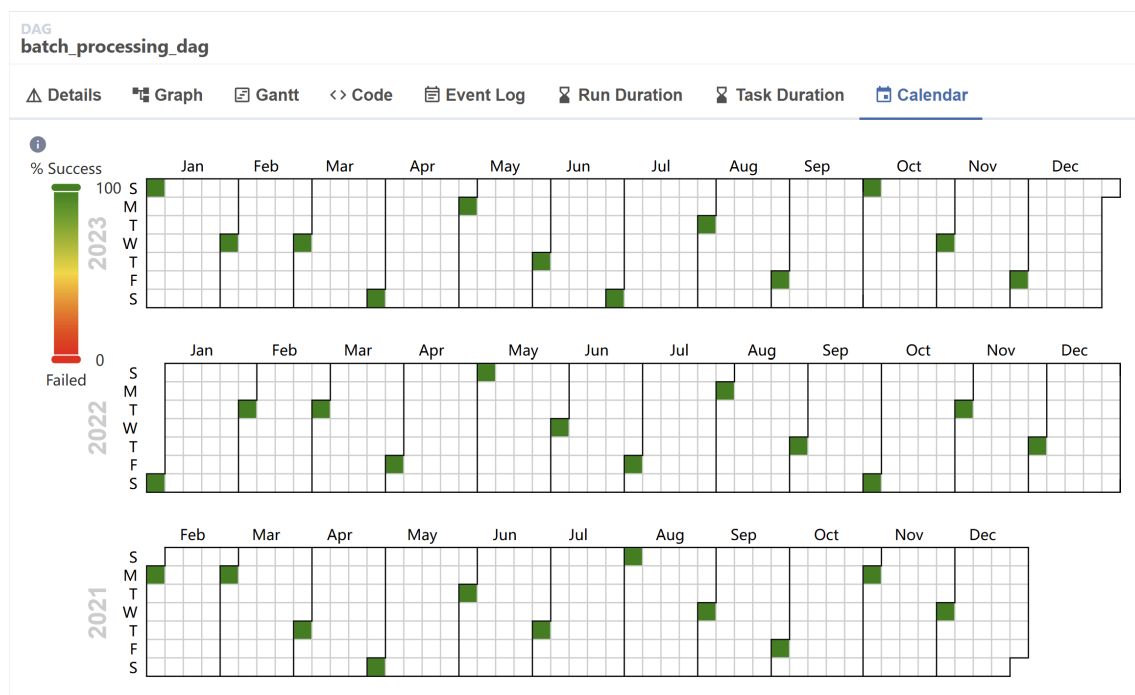 DAG
batch_processing_dag
Details Graph Gantt Code Event Log Run Duration Task Duration Calendar
% Success
100
0
Failed
2023
Jan Feb Mar Apr May Jun Jul Aug Sep Oct Nov Dec
S
M
T
W
T
F
S
2022
Jan Feb Mar Apr May Jun Jul Aug Sep Oct Nov Dec
S
M
T
W
T
F
S
2021
Feb Mar Apr May Jun Jul Aug Sep Oct Nov Dec
S
M
T
W
T
F
S